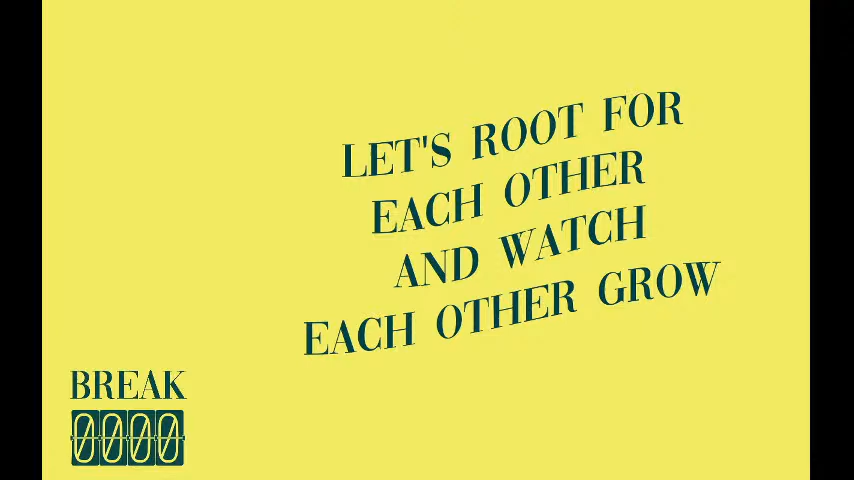 LET'S ROOT FOR
EACH OTHER
AND WATCH
EACH OTHER GROW
BREAK
0000